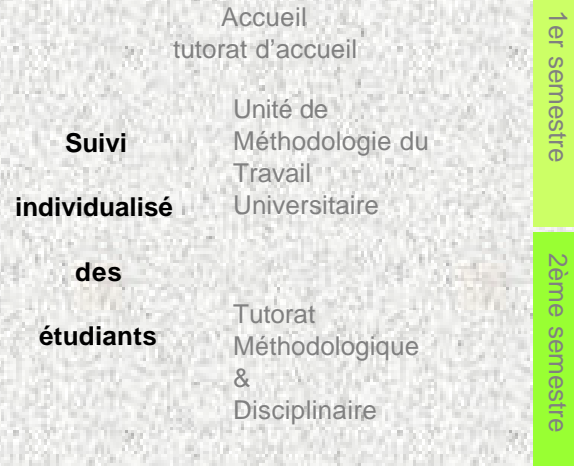 Accueil
tutorat d'accueil
Suivi
individualisé
des
étudiants
Unité de
Méthodologie du
Travail
Universitaire
Tutorat
Méthodologique
&
Disciplinaire
1er semestre
2ème semestre